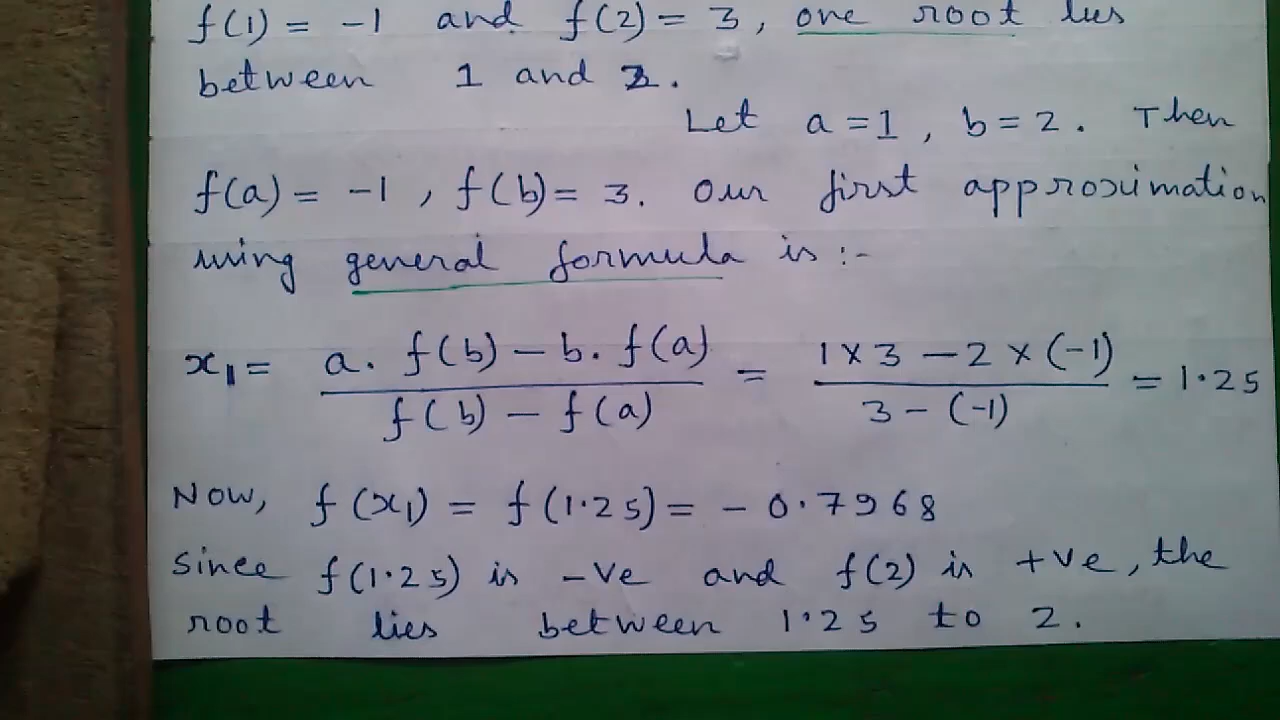 f(1) = -1 and f(2) = 3, one root lies
between 1 and 2.
Let a = 1, b = 2. Then
f(a) = -1, f(b) = 3. Our first approximation
using general formula is :-
x₁ = a. f(b) - b. f(a) / f(b) - f(a) = 1 x 3 - 2 x (-1) / 3 - (-1) = 1.25
Now, f(x₁) = f(1.25) = - 0.7968
since f(1.25) is -ve and f(2) is +ve, the
root lies between 1.25 to 2.